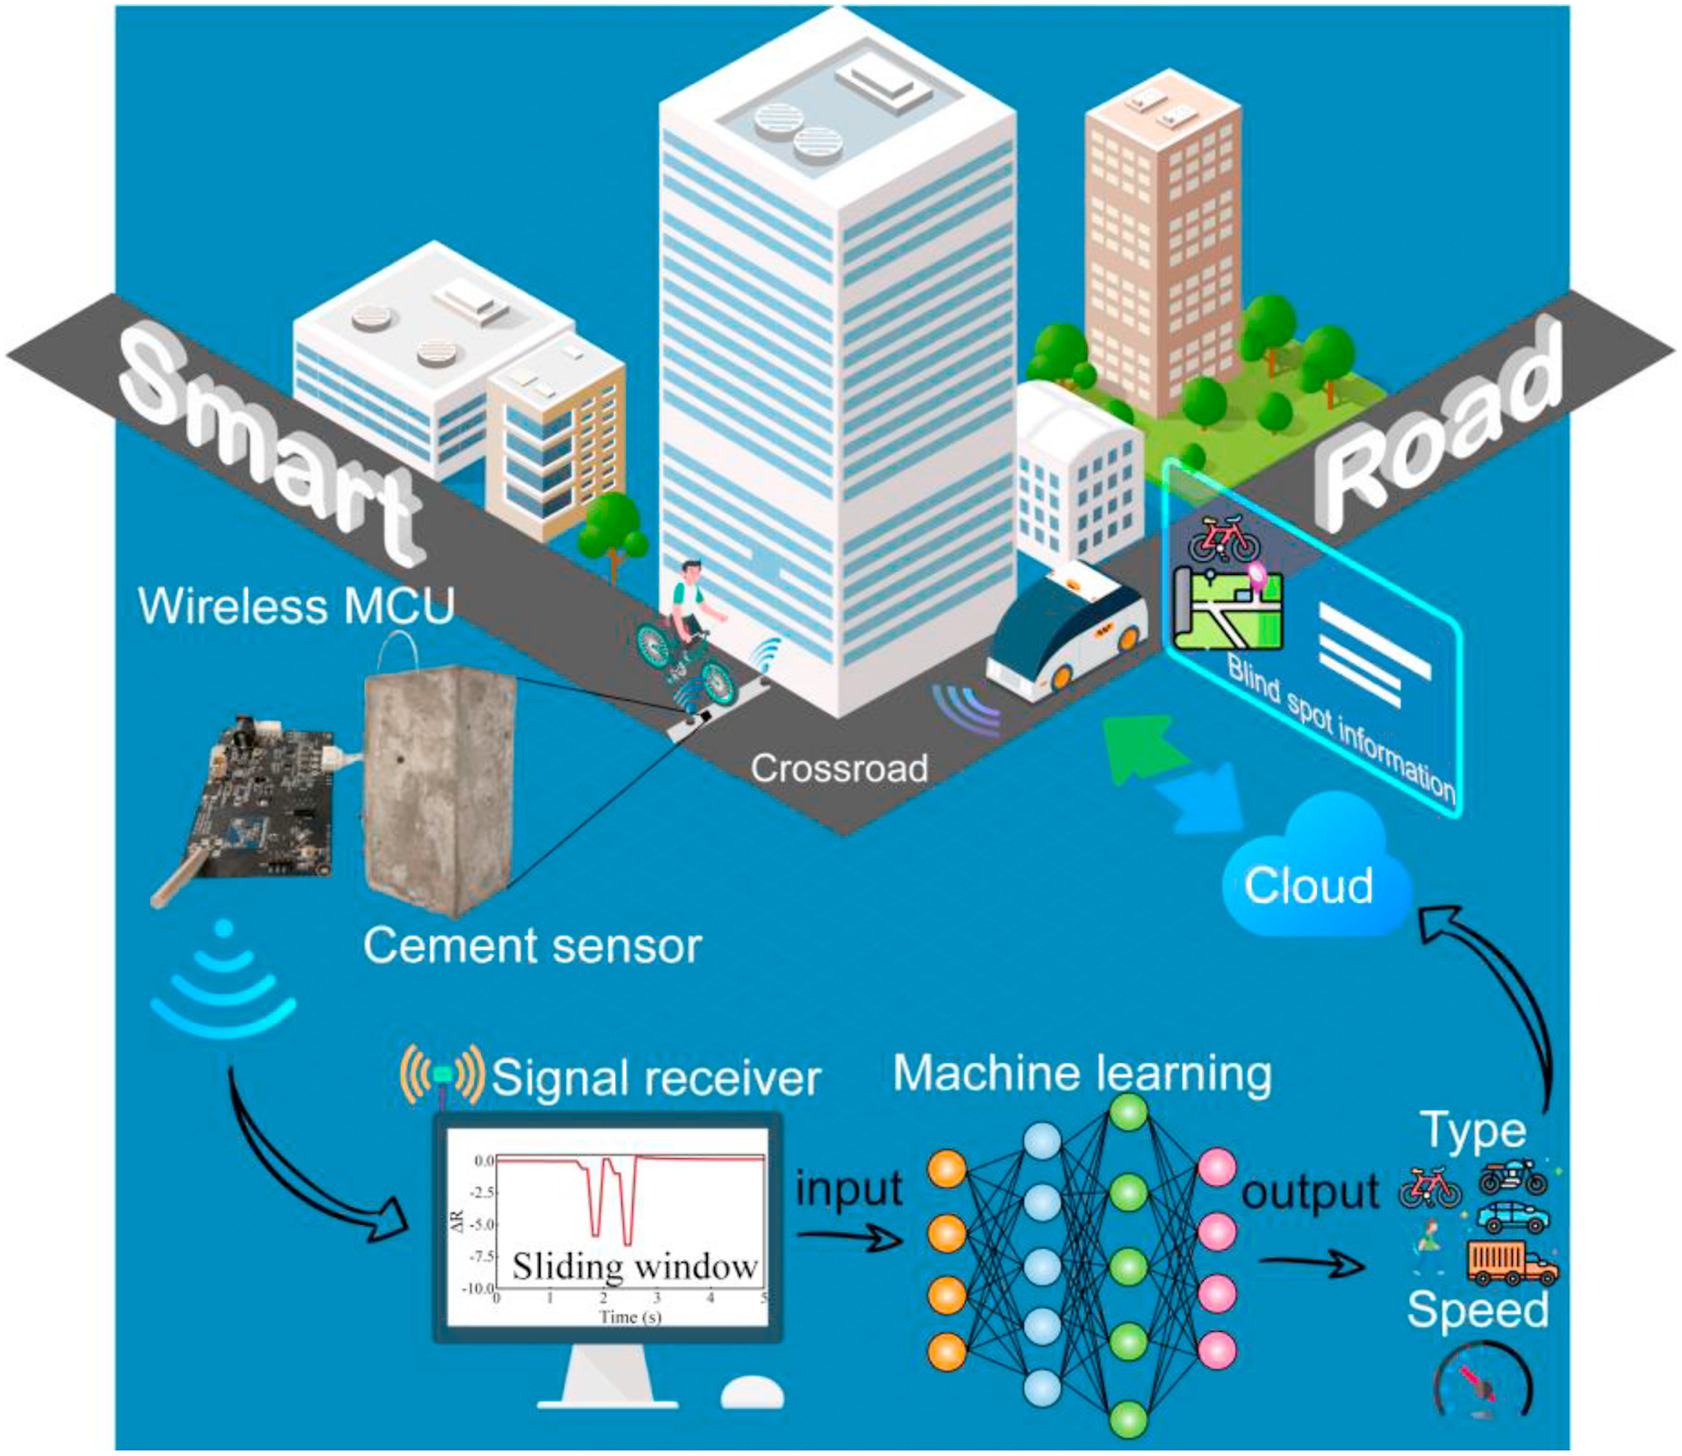 Smart
Road
Wireless MCU
Blind spot information
Crossroad
Cloud
Cement sensor
Signal receiver
Machine learning
Type
0.0
-2.5
-5.0
-7.5
-10.0
ΔR
Sliding window
0 1 2 3 4 5
Time (s)
input
output
Speed